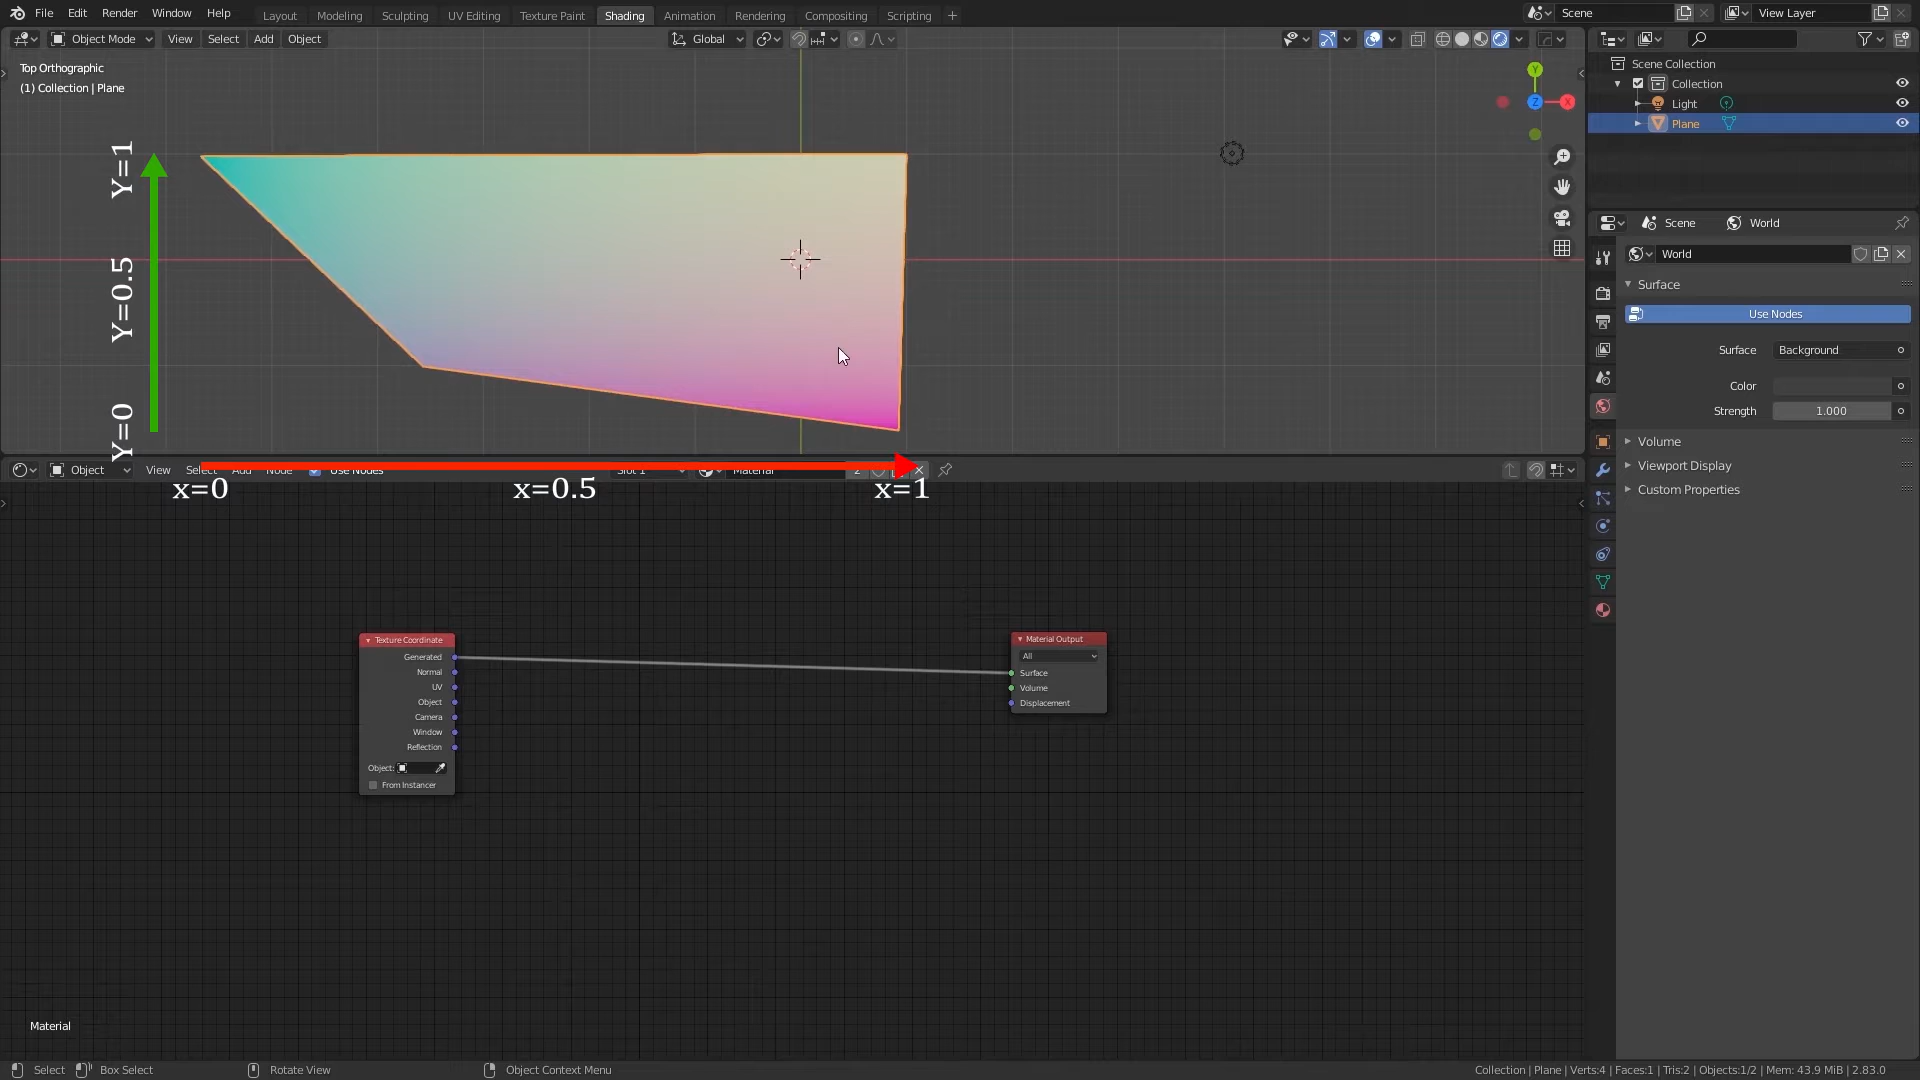 File Edit Render Window Help Layout Modeling Sculpting UV Editing Texture Paint Shading Animation Rendering Compositing Scripting + Scene View Layer
Object Mode View Select Add Object Global
Top Orthographic
(1) Collection | Plane
Y=1
Y=0.5
Y=0
Y
Z
X
Scene Collection
Collection
Light
Plane
Scene World
World
Surface
Use Nodes
Surface Background
Color
Strength 1.000
Volume
Viewport Display
Custom Properties
Object View Select Add Node Use Nodes Slot 1 Material 2
x=0 x=0.5 x=1
Texture Coordinate
Generated
Normal
UV
Object
Camera
Window
Reflection
Object:
From Instancer
Material Output
All
Surface
Volume
Displacement
Material
Select Box Select Rotate View Object Context Menu Collection | Plane | Verts:4 | Faces:1 | Tris:2 | Objects:1/2 | Mem: 43.9 MiB | 2.83.0